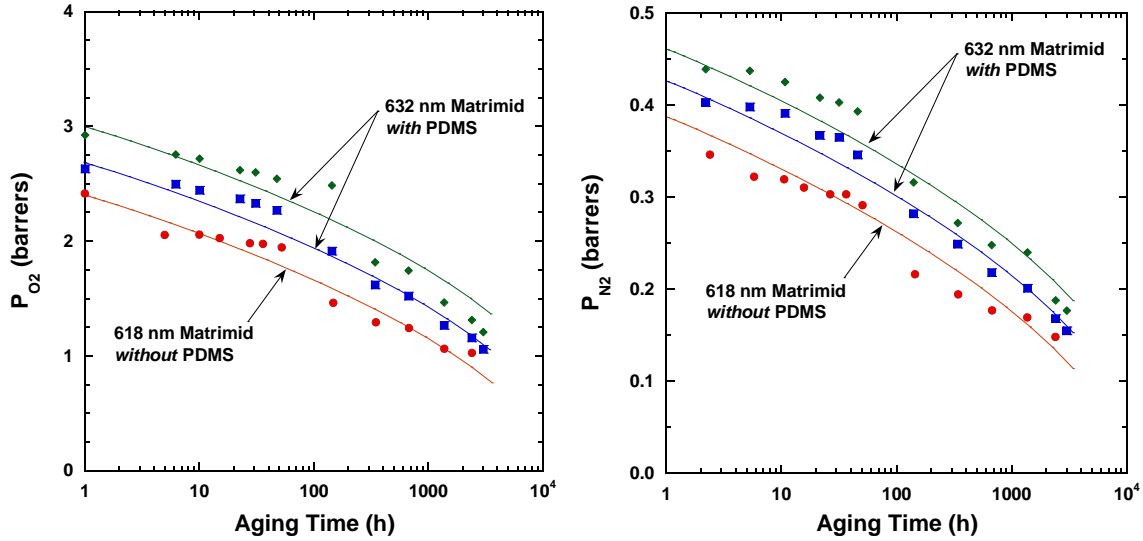 P_O2 (barrers)
4
3
2
1
0
632 nm Matrimid
with PDMS
618 nm Matrimid
without PDMS
1
10
100
1000
10^4
Aging Time (h)
P_N2 (barrers)
0.5
0.4
0.3
0.2
0.1
0.0
632 nm Matrimid
with PDMS
618 nm Matrimid
without PDMS
1
10
100
1000
10^4
Aging Time (h)